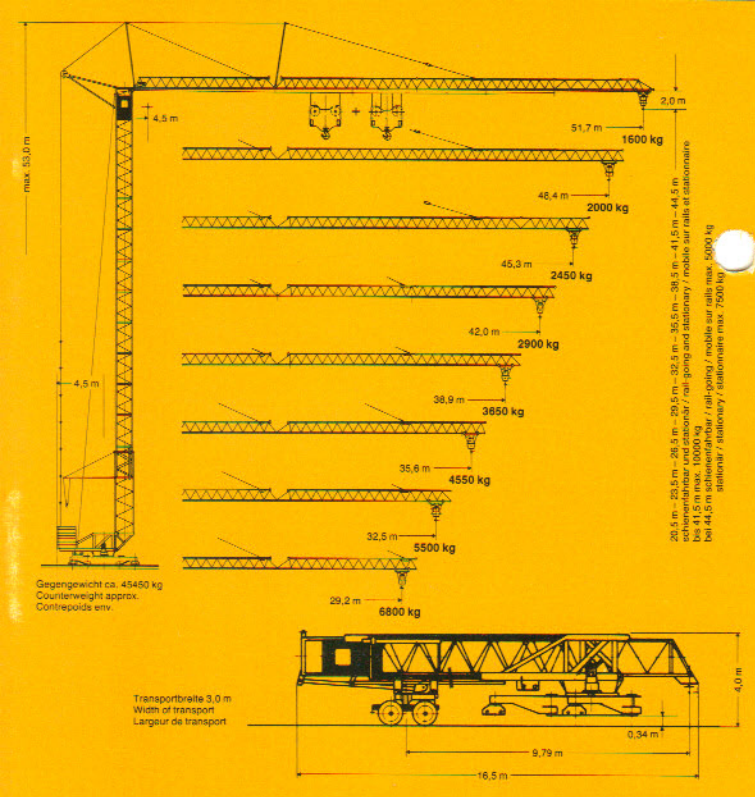 max. 53,0 m
4,5 m
+
2,0 m
51,7 m
1600 kg
48,4 m
2000 kg
45,3 m
2450 kg
42,0 m
2900 kg
4,5 m
38,9 m
3650 kg
35,6 m
4550 kg
32,5 m
5500 kg
29,2 m
6800 kg
20,5 m – 23,5 m – 26,5 m – 29,5 m – 32,5 m – 35,5 m – 38,5 m – 41,5 m – 44,5 m
schienenfahrbar und stationär / rail-going and stationary / mobile sur rails et stationnaire
bis 41,5 m max. 10000 kg
bei 44,5 m schienenfahrbar / rail-going / mobile sur rails max. 5000 kg
stationär / stationary / stationnaire max. 7500 kg
Gegengewicht ca. 45450 kg
Counterweight approx.
Contrepoids env.
Transportbreite 3,0 m
Width of transport
Largeur de transport
4,0 m
0,34 m
9,79 m
16,5 m